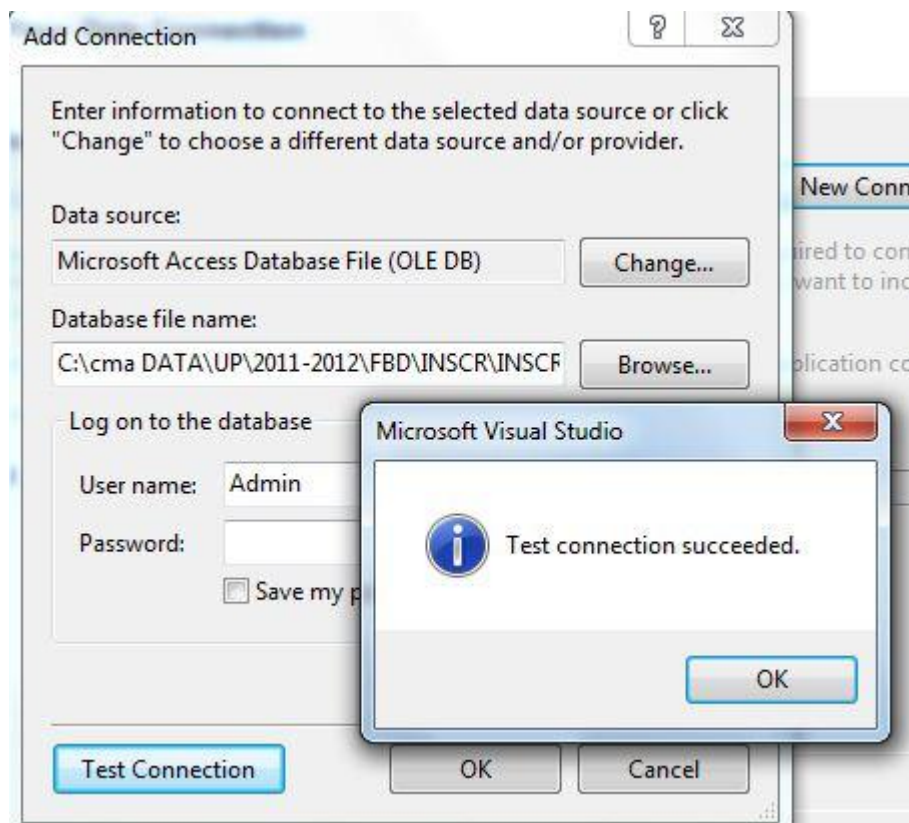 Add Connection
Enter information to connect to the selected data source or click
"Change" to choose a different data source and/or provider.
New Conn
Data source:
Microsoft Access Database File (OLE DB)
Change...
ired to con
want to inc
Database file name:
C:\cma DATA\UP\2011-2012\FBD\INSCR\INSCR
Browse...
plication co
Log on to the database
Microsoft Visual Studio
User name:
Admin
Password:
Test connection succeeded.
Save my p
OK
Test Connection
OK
Cancel